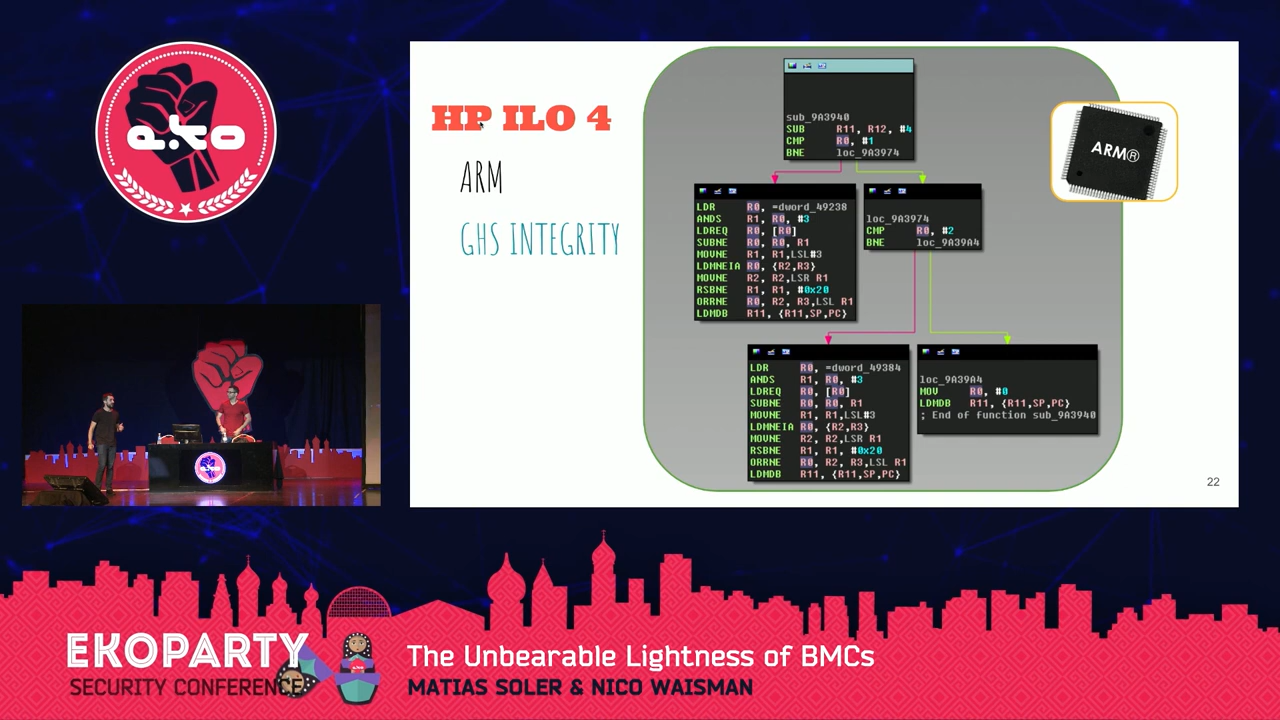 eko
HP ILO 4
ARM
GHS INTEGRITY
sub_9A3940
SUB R11, R12, #4
CMP R0, #1
BNE loc_9A3974
LDR R0, =dword_49238
ANDS R1, R0, #3
LDREQ R0, [R0]
SUBNE R0, R0, R1
MOVNE R1, R1,LSL#3
LDMNEIA R0, {R2,R3}
MOVNE R2, R2,LSR R1
RSBNE R1, R1, #0x20
ORRNE R0, R2, R3,LSL R1
LDMDB R11, {R11,SP,PC}
loc_9A3974
CMP R0, #2
BNE loc_9A39A4
LDR R0, =dword_49384
ANDS R1, R0, #3
LDREQ R0, [R0]
SUBNE R0, R0, R1
MOVNE R1, R1,LSL#3
LDMNEIA R0, {R2,R3}
MOVNE R2, R2,LSR R1
RSBNE R1, R1, #0x20
ORRNE R0, R2, R3,LSL R1
LDMDB R11, {R11,SP,PC}
loc_9A39A4
MOV R0, #0
LDMDB R11, {R11,SP,PC}
; End of function sub_9A3940
ARM®
22
EKOPARTY
SECURITY CONFERENCE
The Unbearable Lightness of BMCs
MATIAS SOLER & NICO WAISMAN